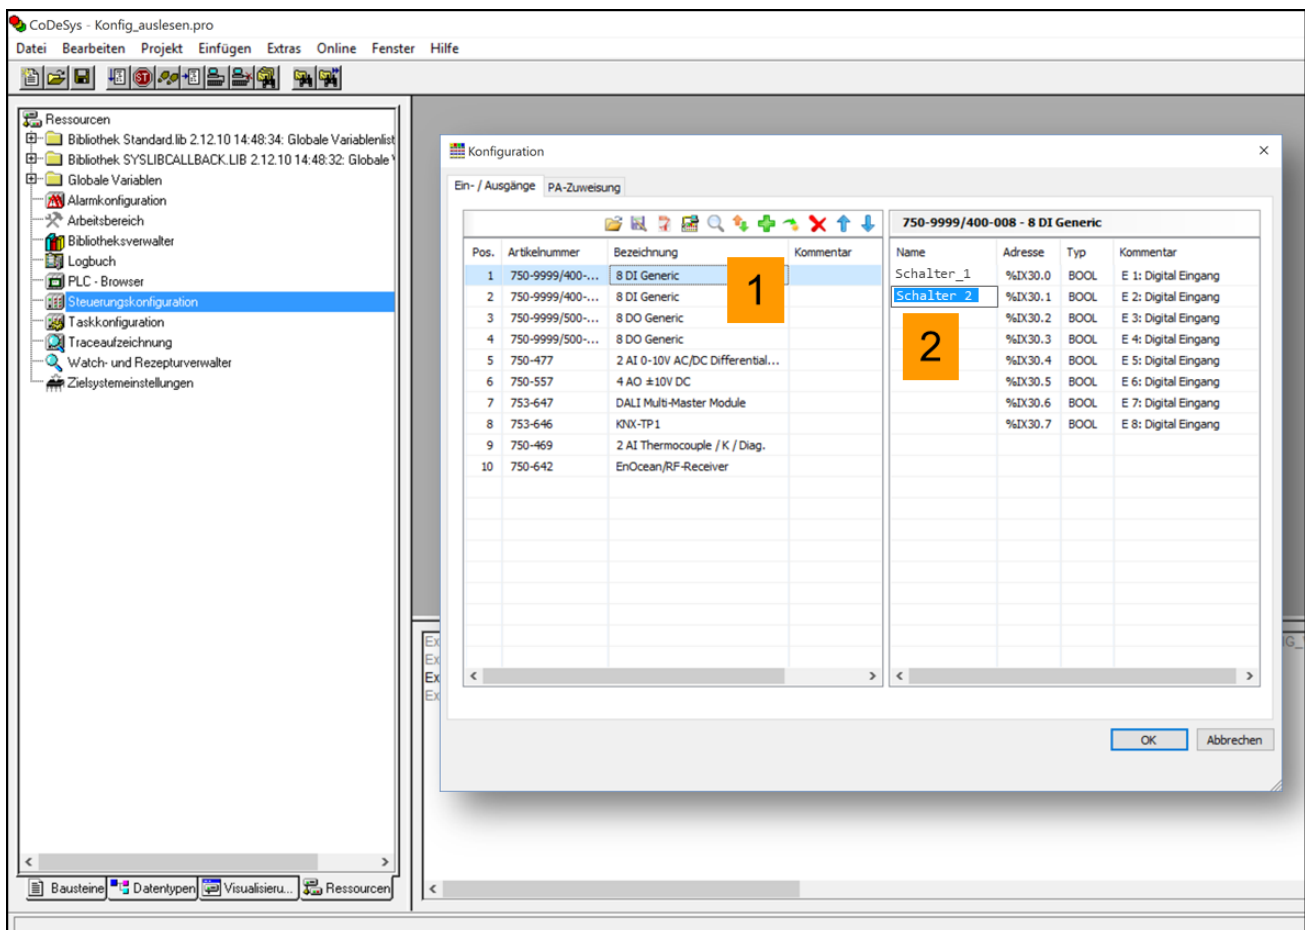 CoDeSys - Konfig_auslesen.pro
Datei Bearbeiten Projekt Einfügen Extras Online Fenster Hilfe
Ressourcen
Bibliothek Standard.lib 2.12.10 14:48:34: Globale Variablenlist
Bibliothek SYSLIBCALLBACK.LIB 2.12.10 14:48:32: Globale
Globale Variablen
Alarmkonfiguration
Arbeitsbereich
Bibliotheksverwalter
Logbuch
PLC - Browser
Steuerungskonfiguration
Taskkonfiguration
Traceaufzeichnung
Watch- und Rezepturverwalter
Zielsystemeinstellungen
Bausteine Datentypen Visualisieru... Ressourcen
Konfiguration
Ein- / Ausgänge PA-Zuweisung
Pos. Artikelnummer Bezeichnung Kommentar
1 750-9999/400-... 8 DI Generic
2 750-9999/400-... 8 DI Generic
3 750-9999/500-... 8 DO Generic
4 750-9999/500-... 8 DO Generic
5 750-477 2 AI 0-10V AC/DC Differential...
6 750-557 4 AO ±10V DC
7 753-647 DALI Multi-Master Module
8 753-646 KNX-TP1
9 750-469 2 AI Thermocouple / K / Diag.
10 750-642 EnOcean/RF-Receiver
1
750-9999/400-008 - 8 DI Generic
Name Adresse Typ Kommentar
Schalter_1 %IX30.0 BOOL E 1: Digital Eingang
Schalter_2 %IX30.1 BOOL E 2: Digital Eingang
%IX30.2 BOOL E 3: Digital Eingang
%IX30.3 BOOL E 4: Digital Eingang
%IX30.4 BOOL E 5: Digital Eingang
%IX30.5 BOOL E 6: Digital Eingang
%IX30.6 BOOL E 7: Digital Eingang
%IX30.7 BOOL E 8: Digital Eingang
2
OK Abbrechen
Ex
Ex
Ex
Ex